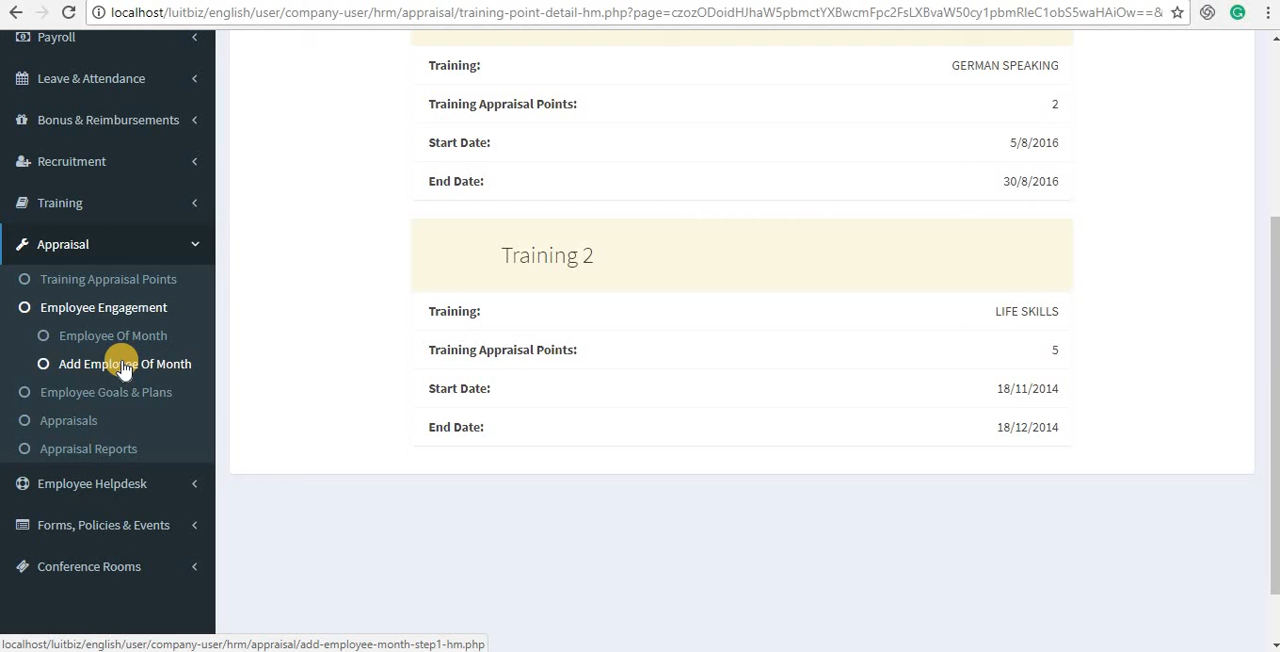 localhost/luitbiz/english/user/company-user/hrm/appraisal/training-point-detail-hm.php?page=czozODoidHJhaW5pbmctYXBwcmFpc2FsLXBvaW50cy1pbmRleC1obS5waHAiOw==&
Payroll
Leave & Attendance
Bonus & Reimbursements
Recruitment
Training
Appraisal
Training Appraisal Points
Employee Engagement
Employee Of Month
Add Employee Of Month
Employee Goals & Plans
Appraisals
Appraisal Reports
Employee Helpdesk
Forms, Policies & Events
Conference Rooms
Training: GERMAN SPEAKING
Training Appraisal Points: 2
Start Date: 5/8/2016
End Date: 30/8/2016
Training 2
Training: LIFE SKILLS
Training Appraisal Points: 5
Start Date: 18/11/2014
End Date: 18/12/2014
localhost/luitbiz/english/user/company-user/hrm/appraisal/add-employee-month-step1-hm.php